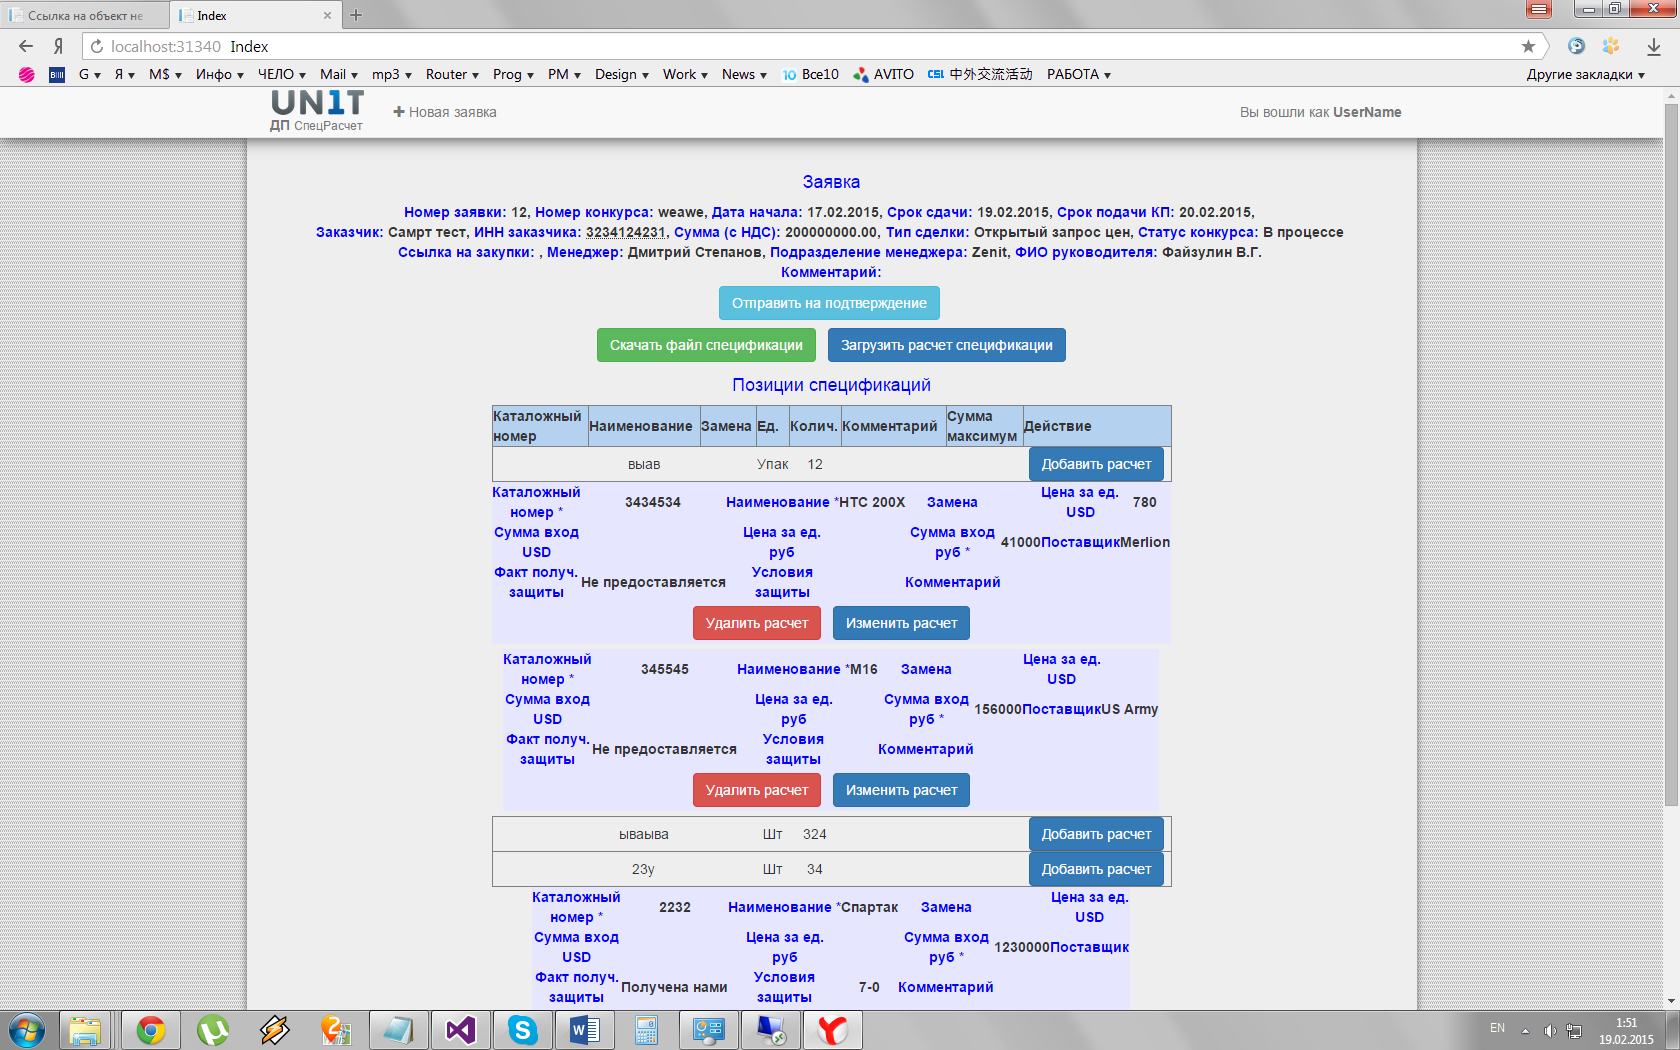 Ссылка на объект не
Index
localhost:31340 Index
G Я M$ Инфо ЧЕЛО Mail mp3 Router Prog PM Design Work News 10 Все10 AVITO CSL 中外交流活动 РАБОТА Другие закладки
UN1T
ДП СпецРасчет
Новая заявка
Вы вошли как UserName
Заявка
Номер заявки: 12, Номер конкурса: weawe, Дата начала: 17.02.2015, Срок сдачи: 19.02.2015, Срок подачи КП: 20.02.2015,
Заказчик: Самрт тест, ИНН заказчика: 3234124231, Сумма (с НДС): 200000000.00, Тип сделки: Открытый запрос цен, Статус конкурса: В процессе
Ссылка на закупки: , Менеджер: Дмитрий Степанов, Подразделение менеджера: Zenit, ФИО руководителя: Файзулин В.Г.
Комментарий:
Отправить на подтверждение
Скачать файл спецификации Загрузить расчет спецификации
Позиции спецификаций
Каталожный номер Наименование Замена Ед. Колич. Комментарий Сумма максимум Действие
выав Упак 12 Добавить расчет
Каталожный номер * 3434534 Наименование *HTC 200X Замена Цена за ед. USD 780
Сумма вход USD Цена за ед. руб Сумма вход руб * 41000 Поставщик Merlion
Факт получ. защиты Не предоставляется Условия защиты Комментарий
Удалить расчет Изменить расчет
Каталожный номер * 345545 Наименование *M16 Замена Цена за ед. USD
Сумма вход USD Цена за ед. руб Сумма вход руб * 156000 Поставщик US Army
Факт получ. защиты Не предоставляется Условия защиты Комментарий
Удалить расчет Изменить расчет
ываыва Шт 324 Добавить расчет
23у Шт 34 Добавить расчет
Каталожный номер * 2232 Наименование *Спартак Замена Цена за ед. USD
Сумма вход USD Цена за ед. руб Сумма вход руб * 1230000 Поставщик
Факт получ. защиты Получена нами Условия защиты 7-0 Комментарий
EN
1:51
19.02.2015